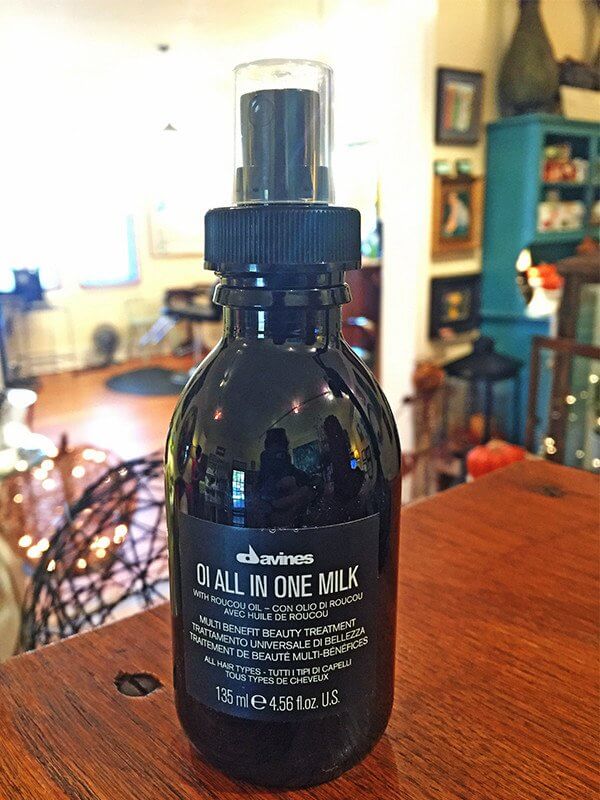 davines
OI ALL IN ONE MILK
WITH ROUCOU OIL – CON OLIO DI ROUCOU
AVEC HUILE DE ROUCOU
MULTI BENEFIT BEAUTY TREATMENT
TRATTAMENTO UNIVERSALE DI BELLEZZA
TRAITEMENT DE BEAUTÉ MULTI-BÉNÉFICES
ALL HAIR TYPES - TUTTI I TIPI DI CAPELLI
TOUS TYPES DE CHEVEUX
135 ml ℮ 4.56 fl.oz. U.S.